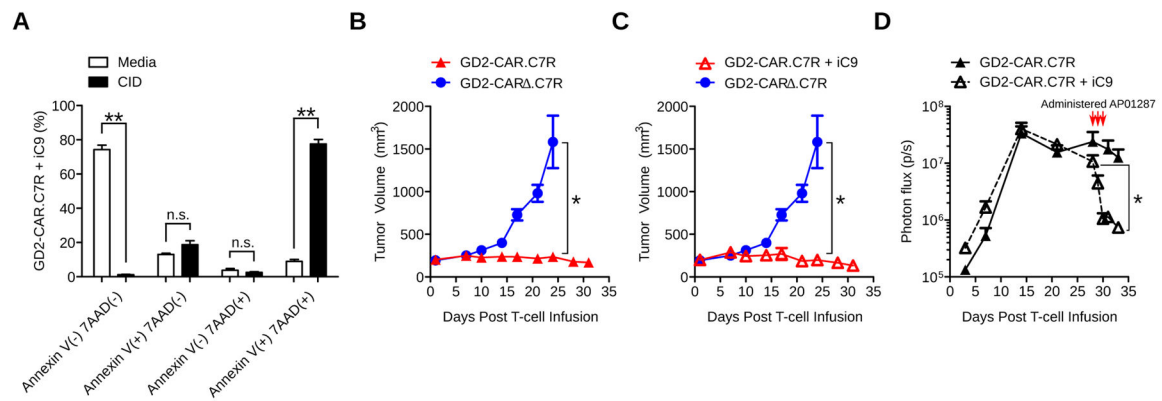 A
Media
CID
GD2-CAR.C7R + iC9 (%)
100
80
60
40
20
0
**
n.s.
n.s.
**
Annexin V(-) 7AAD(-)
Annexin V(+) 7AAD(-)
Annexin V(-) 7AAD(+)
Annexin V(+) 7AAD(+)
B
GD2-CAR.C7R
GD2-CARΔ.C7R
Tumor Volume (mm³)
2000
1500
1000
500
0
*
0 5 10 15 20 25 30 35
Days Post T-cell Infusion
C
GD2-CAR.C7R + iC9
GD2-CARΔ.C7R
Tumor Volume (mm³)
2000
1500
1000
500
0
*
0 5 10 15 20 25 30 35
Days Post T-cell Infusion
D
GD2-CAR.C7R
GD2-CAR.C7R + iC9
Administered AP01287
Photon flux (p/s)
10⁸
10⁷
10⁶
10⁵
*
0 5 10 15 20 25 30 35
Days Post T-cell Infusion